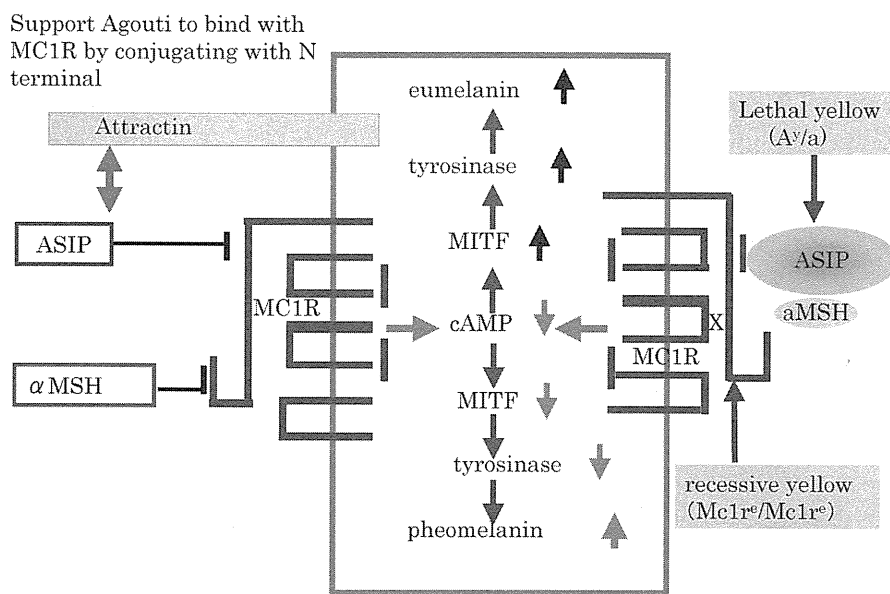 Support Agouti to bind with
MC1R by conjugating with N
terminal
Attractin
ASIP
α MSH
MC1R
eumelanin
tyrosinase
MITF
cAMP
MITF
tyrosinase
pheomelanin
MC1R
X
Lethal yellow
(Aʸ/a)
ASIP
aMSH
recessive yellow
(Mc1rᵉ/Mc1rᵉ)